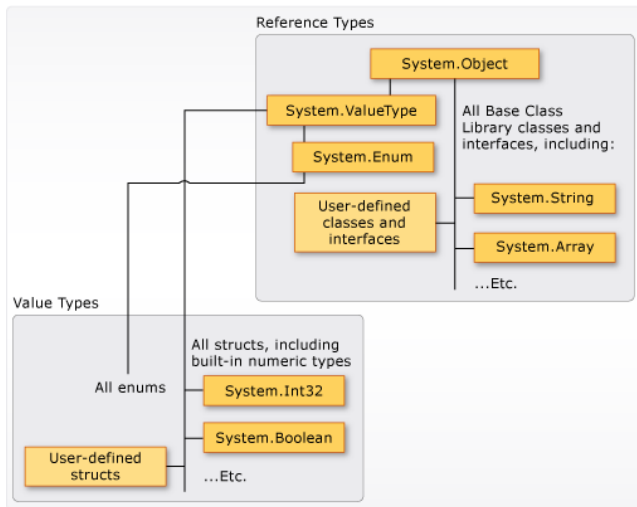 Reference Types
System.Object
System.ValueType
All Base Class
Library classes and
interfaces, including:
System.Enum
System.String
User-defined
classes and
interfaces
System.Array
...Etc.
Value Types
All structs, including
built-in numeric types
All enums
System.Int32
System.Boolean
User-defined
structs
...Etc.